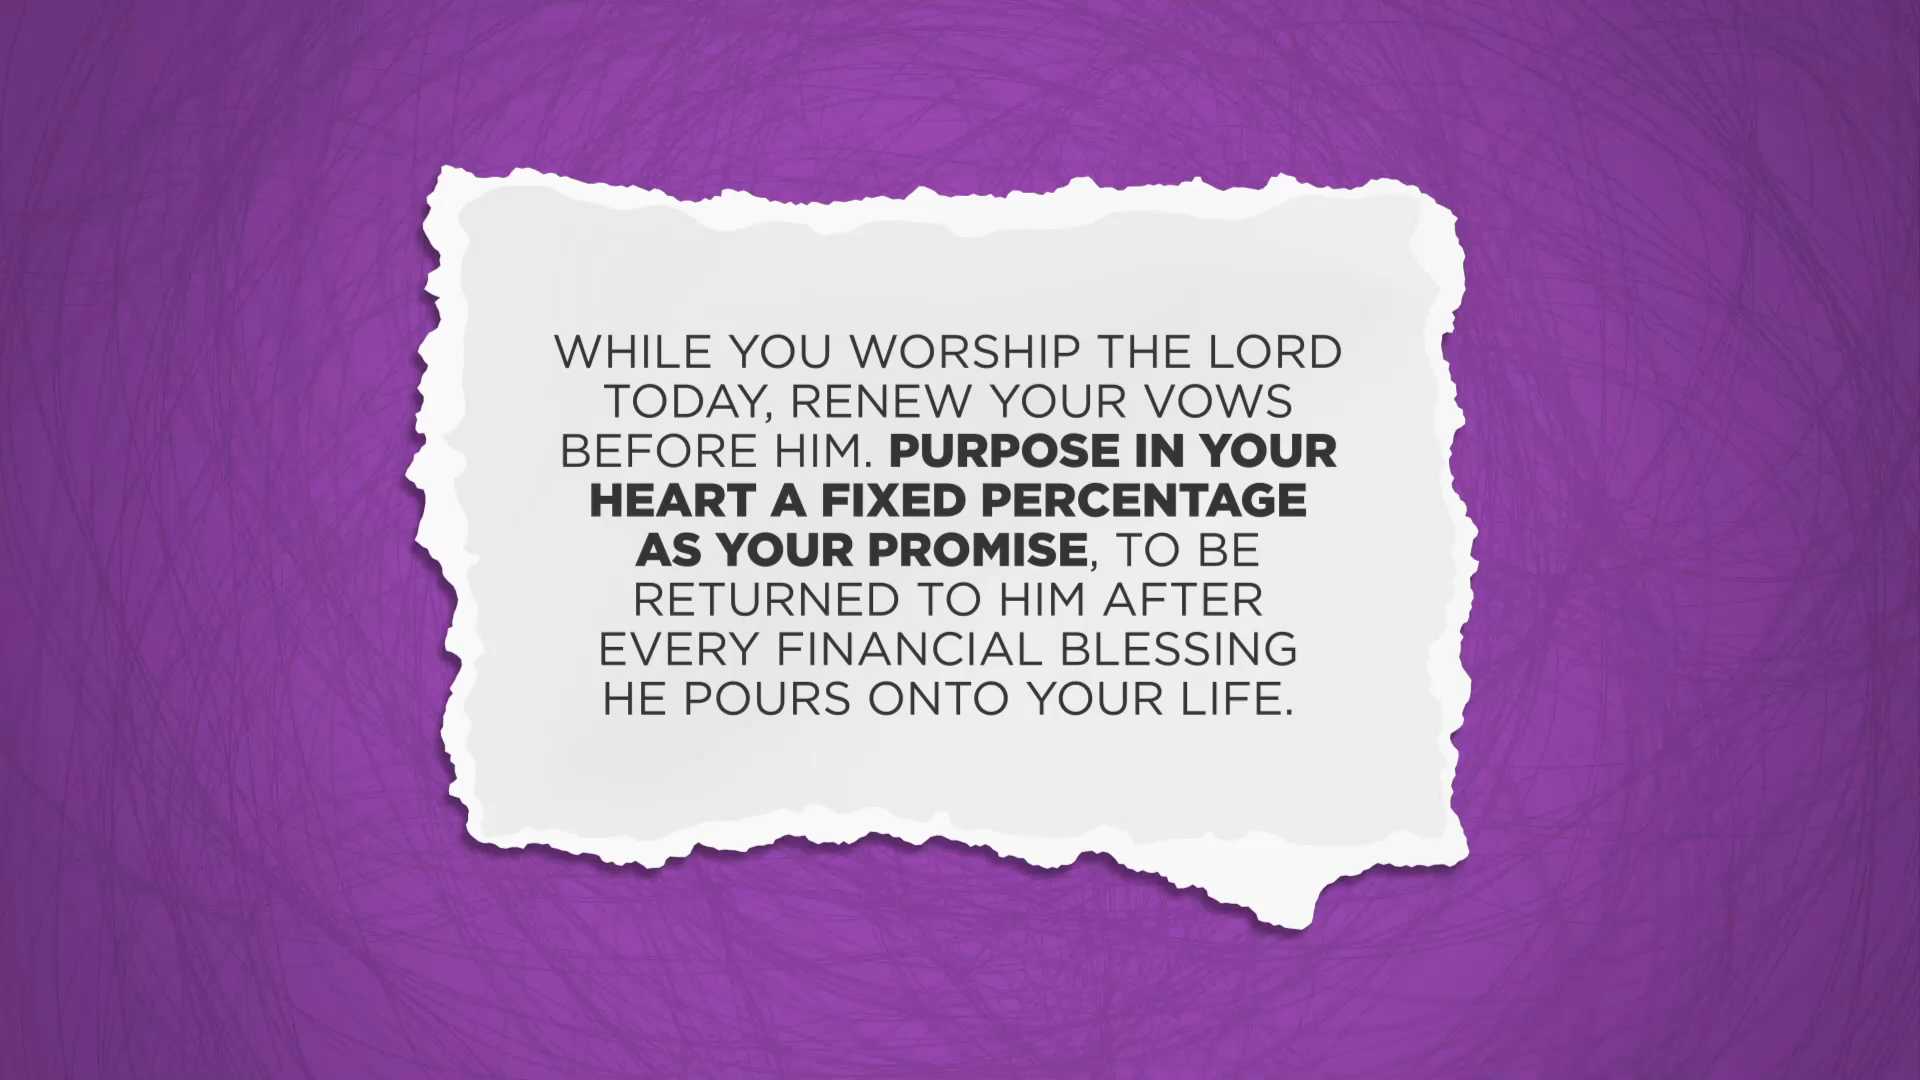 WHILE YOU WORSHIP THE LORD
TODAY, RENEW YOUR VOWS
BEFORE HIM. PURPOSE IN YOUR
HEART A FIXED PERCENTAGE
AS YOUR PROMISE, TO BE
RETURNED TO HIM AFTER
EVERY FINANCIAL BLESSING
HE POURS ONTO YOUR LIFE.